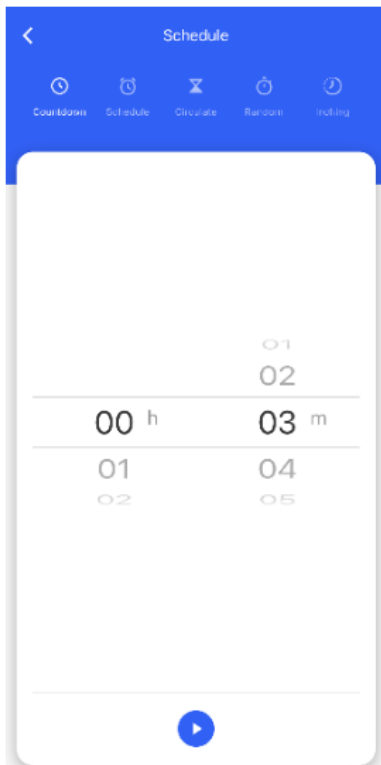 Schedule
Countdown Schedule Circulate Random Inching
01
02
00 h 03 m
01 04
02 05